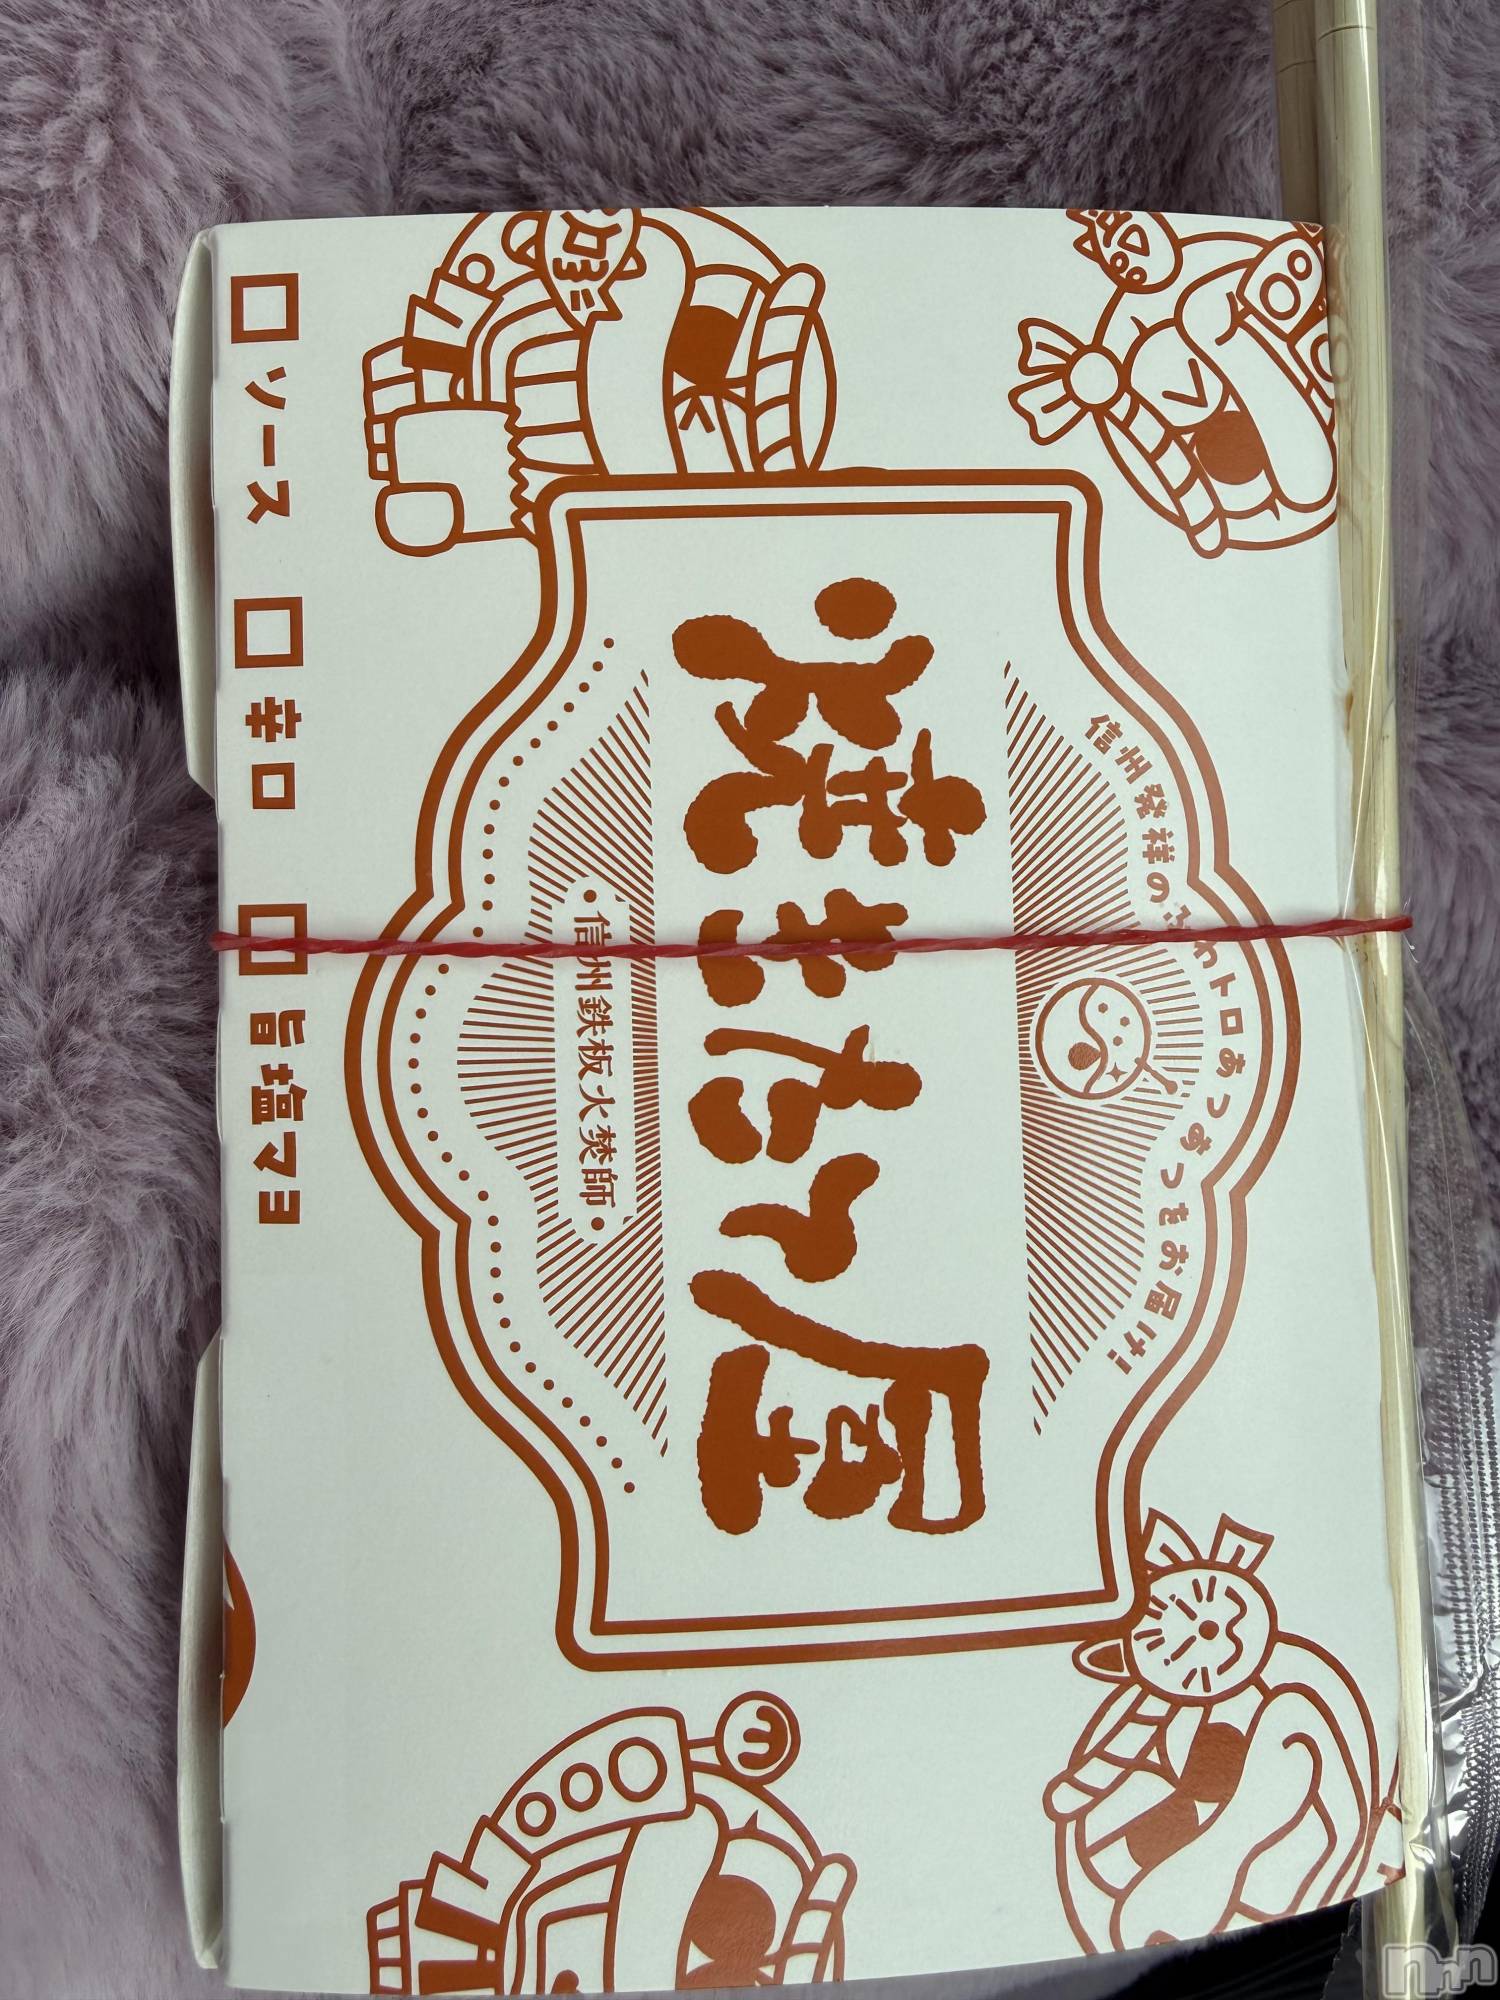 信州発祥のふわトロあつあつをお届け!
焼きたこ屋
信州鉄板火焚師
ソース 辛口 旨塩マヨ